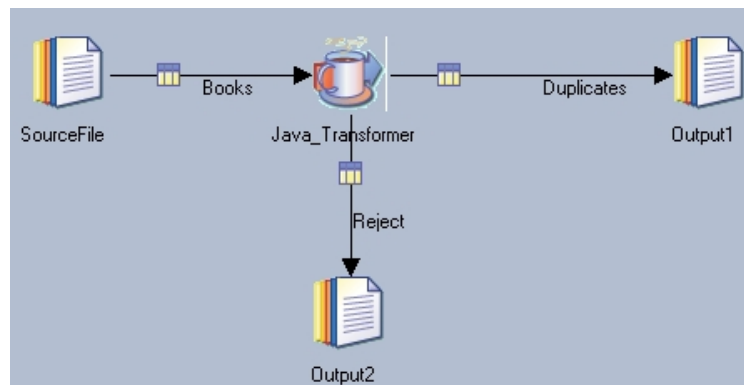 Books
Duplicates
SourceFile
Java_Transformer
Output1
Reject
Output2